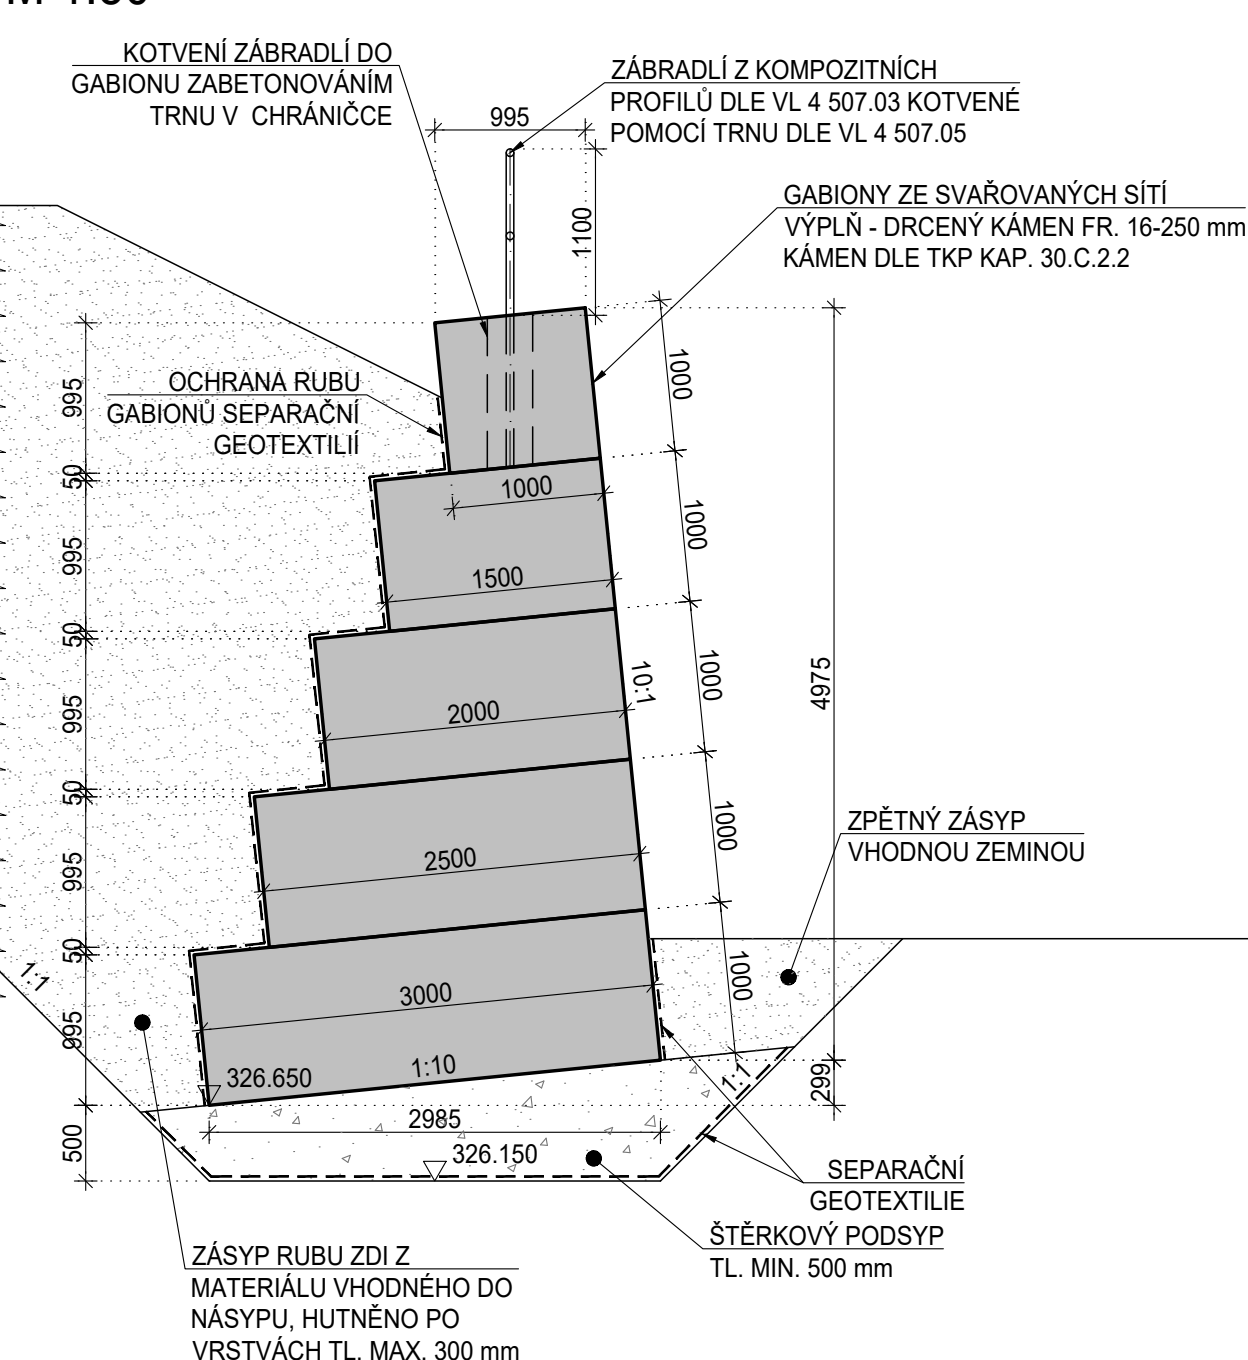 KOTVENÍ ZÁBRADLÍ DO
GABIONU ZABETONOVÁNÍM
TRNU V CHRÁNIČCE
ZÁBRADLÍ Z KOMPOZITNÍCH
PROFILŮ DLE VL 4 507.03 KOTVENÉ
POMOCÍ TRNU DLE VL 4 507.05
995
1100
GABIONY ZE SVAŘOVANÝCH SÍTÍ
VÝPLŇ - DRCENÝ KÁMEN FR. 16-250 mm
KÁMEN DLE TKP KAP. 30.C.2.2
OCHRANA RUBU
GABIONŮ SEPARAČNÍ
GEOTEXTILIÍ
995
50
995
50
995
50
995
50
995
500
1000
1500
2000
2500
3000
1000
1000
1000
1000
1000
10:1
4975
299
ZPĚTNÝ ZÁSYP
VHODNOU ZEMINOU
1:1
1:10
326.650
1:1
2985
326.150
SEPARAČNÍ
GEOTEXTILIE
ŠTĚRKOVÝ PODSYP
TL. MIN. 500 mm
ZÁSYP RUBU ZDI Z
MATERIÁLU VHODNÉHO DO
NÁSYPU, HUTNĚNO PO
VRSTVÁCH TL. MAX. 300 mm